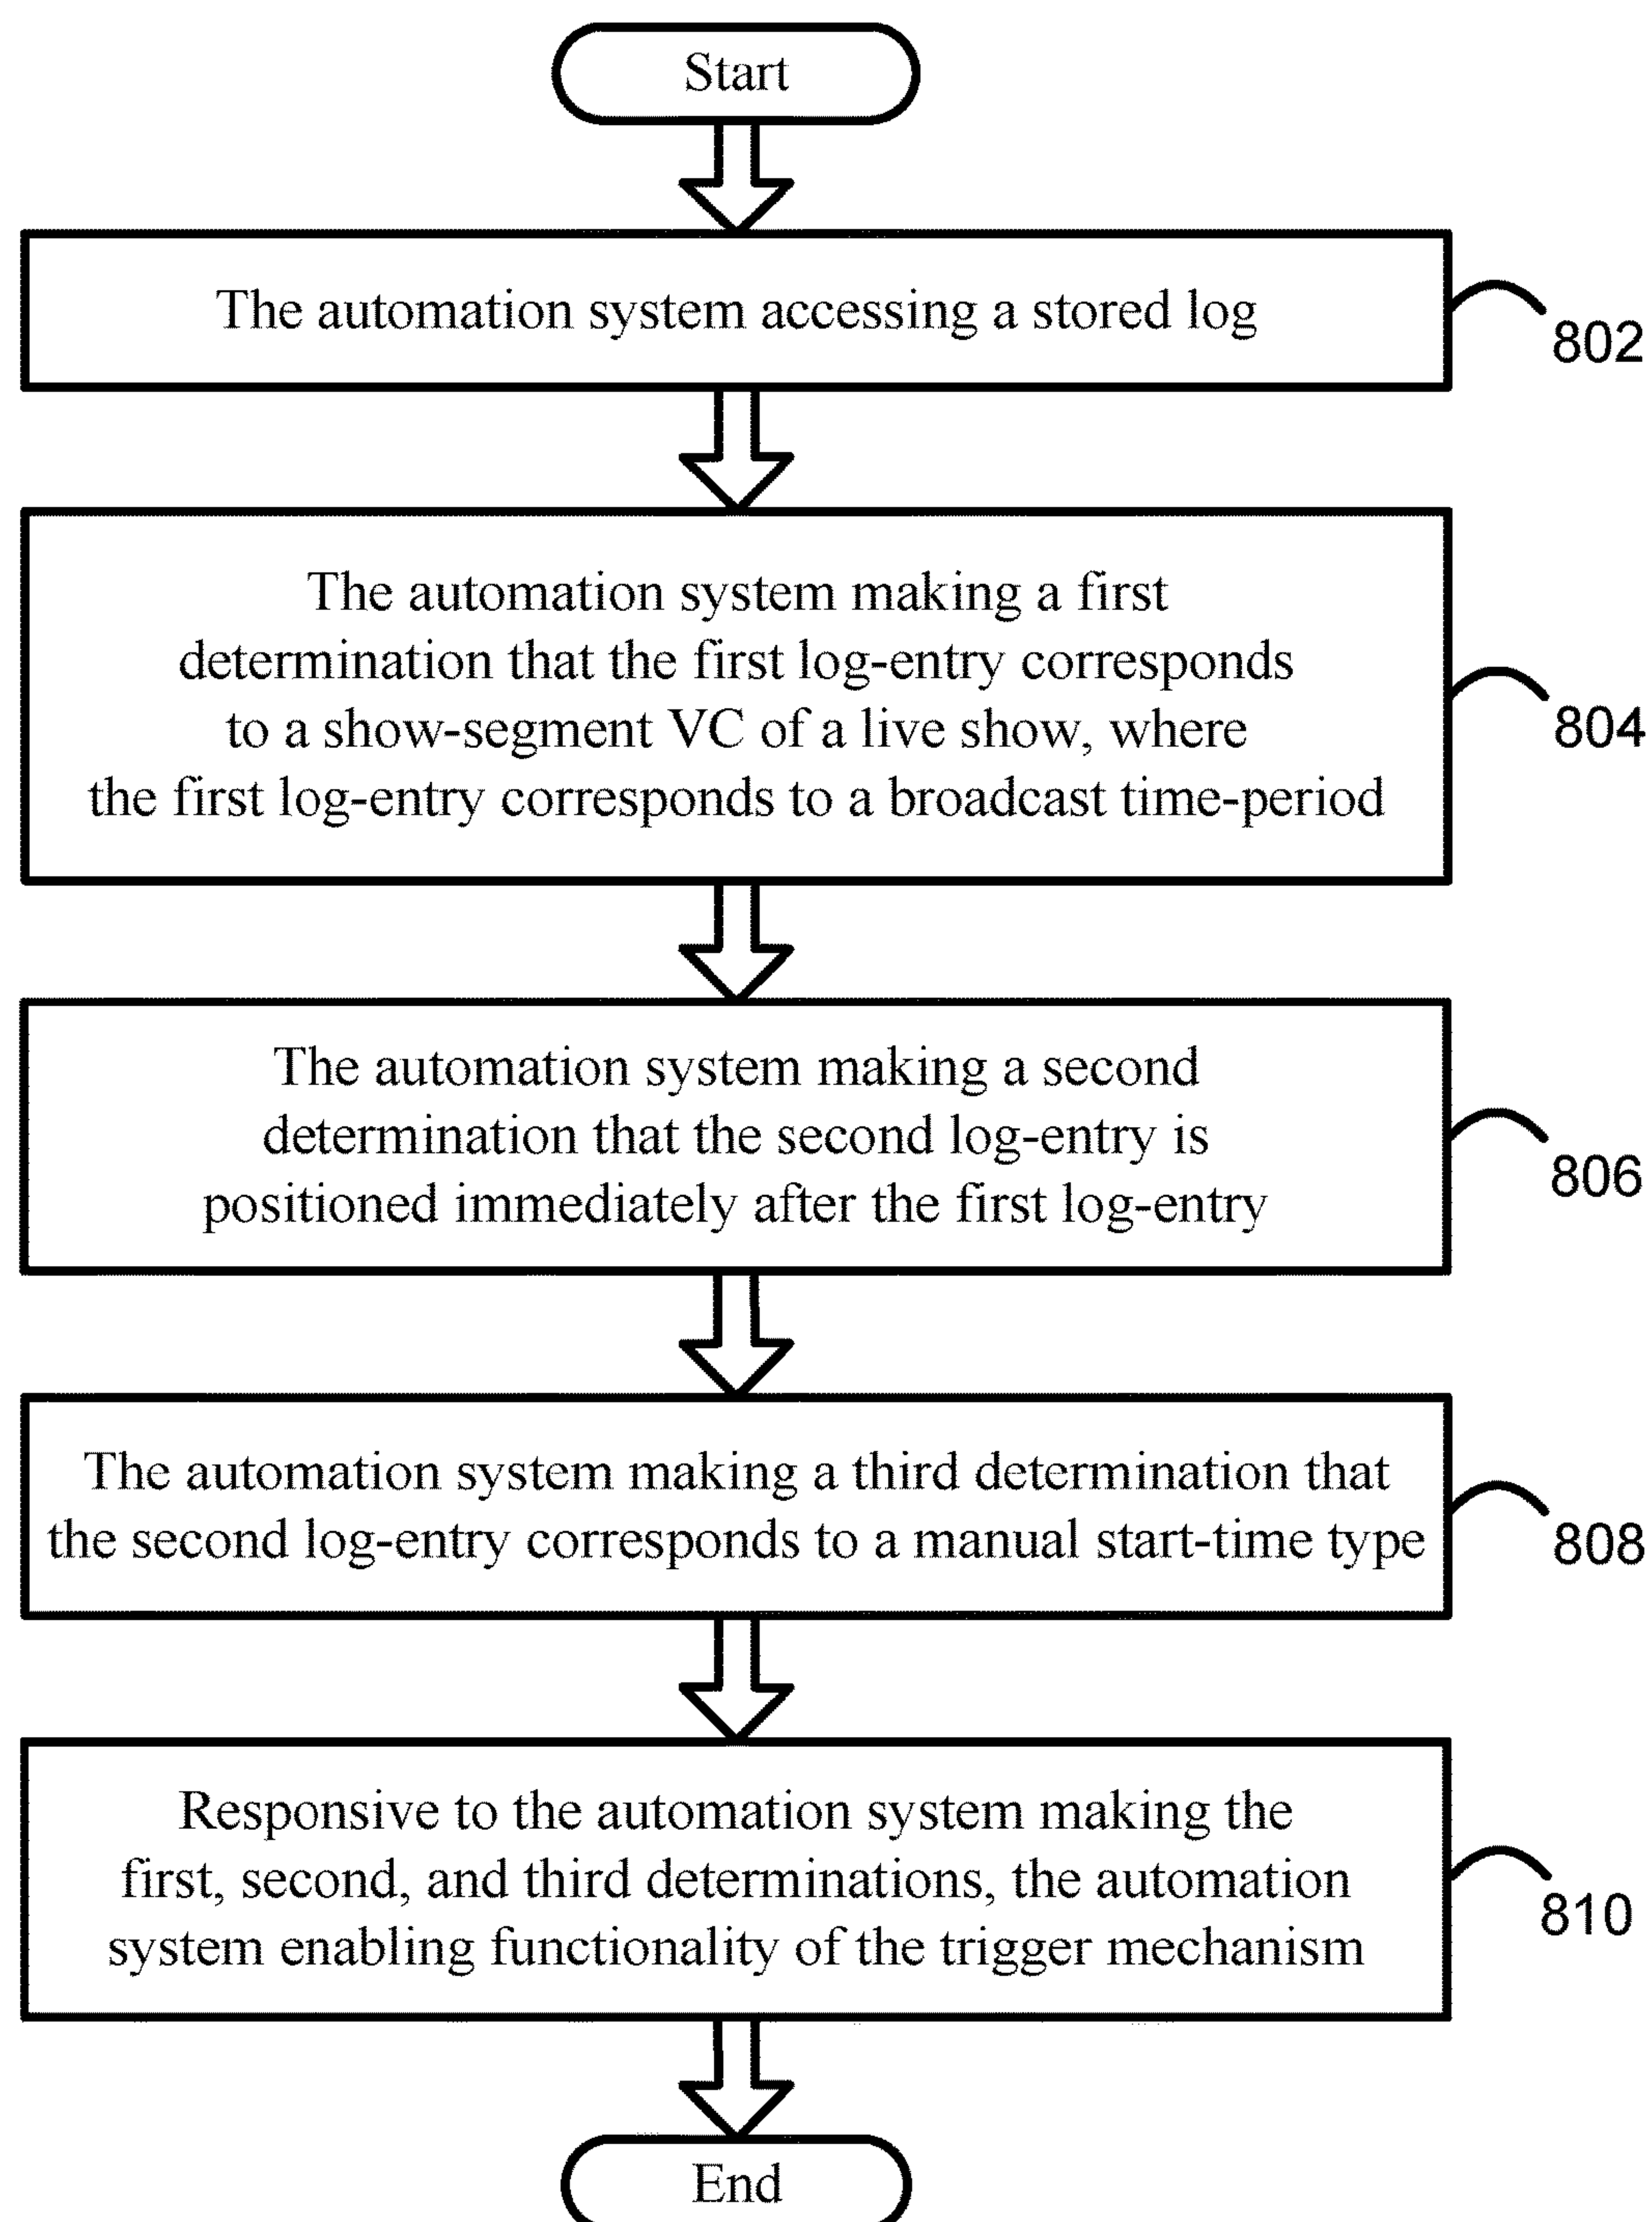 Start
The automation system accessing a stored log
802
The automation system making a first
determination that the first log-entry corresponds
to a show-segment VC of a live show, where
the first log-entry corresponds to a broadcast time-period
804
The automation system making a second
determination that the second log-entry is
positioned immediately after the first log-entry
806
The automation system making a third determination that
the second log-entry corresponds to a manual start-time type
808
Responsive to the automation system making the
first, second, and third determinations, the automation
system enabling functionality of the trigger mechanism
810
End